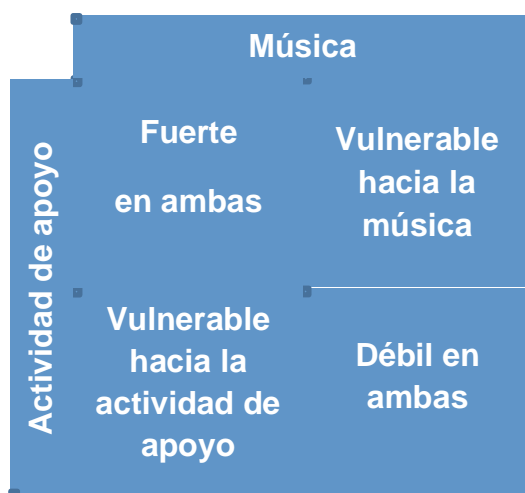 Música
Actividad de apoyo
Fuerte
en ambas
Vulnerable
hacia la
música
Vulnerable
hacia la
actividad de
apoyo
Débil en
ambas